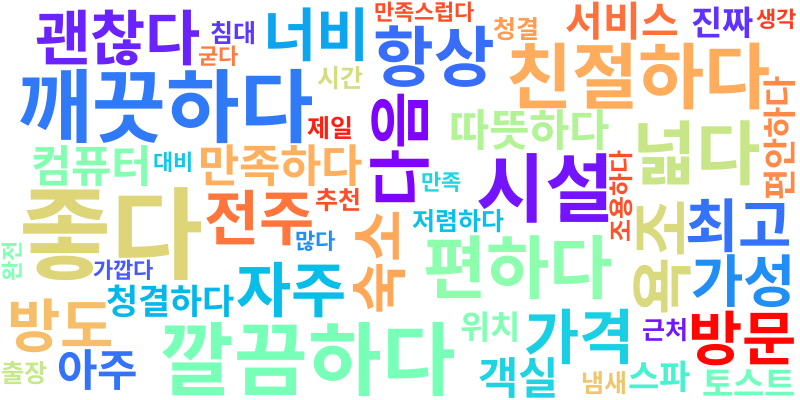 괜찮다
침대
너비
만족스럽다
청결
서비스
진짜
생각
굳다
항상
친절하다
깨끗하다
시간
제일
다음
따뜻하다
넓다
편안하다
컴퓨터
대비
만족하다
만족
시설
조용하다
좋다
전주
추천
많다
숙소
저렴하다
편하다
욕조
최고
완전
가깝다
청결하다
자주
가성
방도
아주
깔끔하다
위치
가격
근처
방문
출장
객실
냄새
스파
토스트